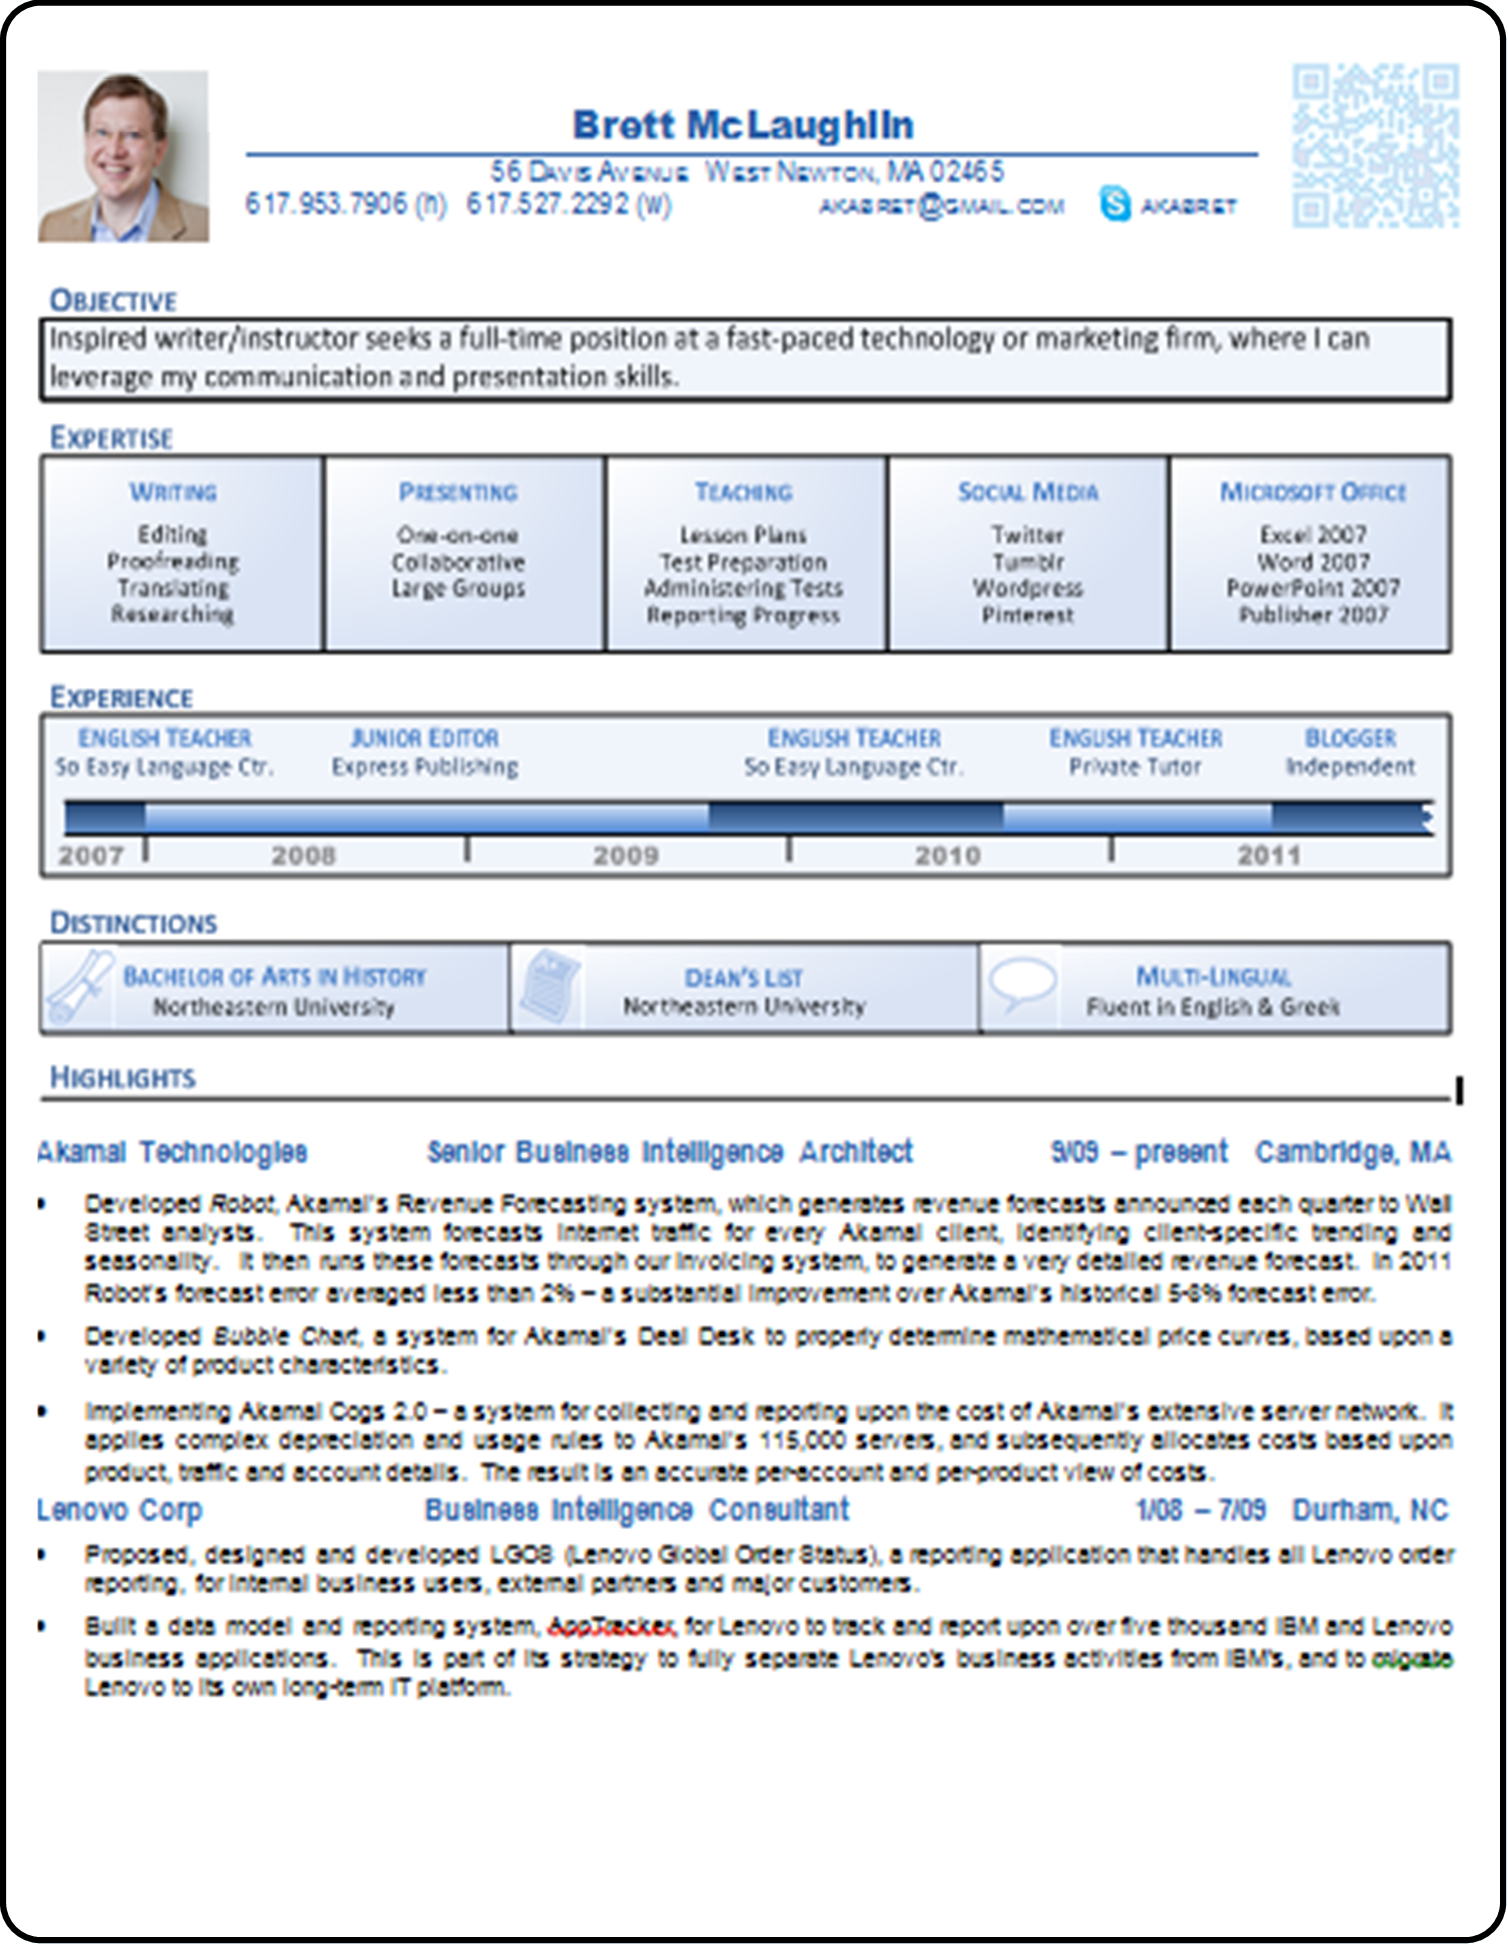 Brett McLaughlin
56 Davis Avenue West Newton, MA 02465
617.953.7906 (h) 617.527.2292 (w) akabret@gmail.com akabret
Objective
Inspired writer/instructor seeks a full-time position at a fast-paced technology or marketing firm, where I can
leverage my communication and presentation skills.
Expertise
Writing Presenting Teaching Social Media Microsoft Office
Editing One-on-one Lesson Plans Twitter Excel 2007
Proofreading Collaborative Test Preparation Tumblr Word 2007
Translating Large Groups Administering Tests Wordpress PowerPoint 2007
Researching Reporting Progress Pinterest Publisher 2007
Experience
English Teacher Junior Editor English Teacher English Teacher Blogger
So Easy Language Ctr. Express Publishing So Easy Language Ctr. Private Tutor Independent
2007 2008 2009 2010 2011
Distinctions
Bachelor of Arts in History Dean's List Multi-Lingual
Northeastern University Northeastern University Fluent in English & Greek
Highlights
Akamai Technologies Senior Business Intelligence Architect 9/09 – present Cambridge, MA
• Developed Robot, Akamai's Revenue Forecasting system, which generates revenue forecasts announced each quarter to Wall
Street analysts. This system forecasts internet traffic for every Akamai client, identifying client-specific trending and
seasonality. It then runs these forecasts through our invoicing system, to generate a very detailed revenue forecast. In 2011
Robot's forecast error averaged less than 2% – a substantial improvement over Akamai's historical 5-8% forecast error.
• Developed Bubble Chart, a system for Akamai's Deal Desk to properly determine mathematical price curves, based upon a
variety of product characteristics.
• Implementing Akamai Cogs 2.0 – a system for collecting and reporting upon the cost of Akamai's extensive server network. It
applies complex depreciation and usage rules to Akamai's 115,000 servers, and subsequently allocates costs based upon
product, traffic and account details. The result is an accurate per-account and per-product view of costs.
Lenovo Corp Business Intelligence Consultant 1/08 – 7/09 Durham, NC
• Proposed, designed and developed LGOS (Lenovo Global Order Status), a reporting application that handles all Lenovo order
reporting, for internal business users, external partners and major customers.
• Built a data model and reporting system, AppTracker, for Lenovo to track and report upon over five thousand IBM and Lenovo
business applications. This is part of its strategy to fully separate Lenovo's business activities from IBM's, and to migrate
Lenovo to its own long-term IT platform.